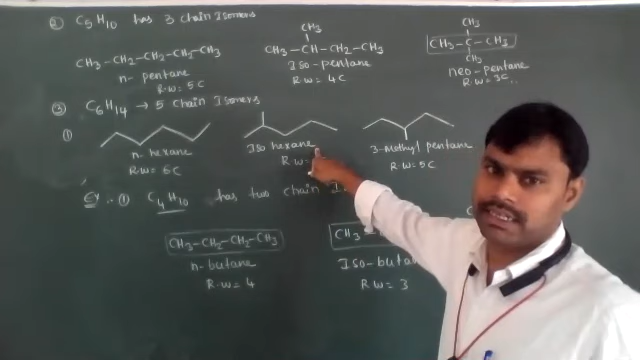 ② C5H10 has 3 chain Isomers
CH3-CH2-CH2-CH2-CH3
n-pentane
R.W=5C
CH3
CH3-CH-CH2-CH3
Iso-pentane
R.W=4C
CH3
CH3-C-CH3
CH3
neo-pentane
R.W=3C
③ C6H14 → 5 chain Isomers
①
n-hexane
R.W=6C
Iso hexane
R.W=
3-Methyl pentane
R.W=5C
Ex:- ① C4H10 has two chain I
CH3-CH2-CH2-CH3
n-butane
R.W=4
CH3
Iso-buta
R.W=3